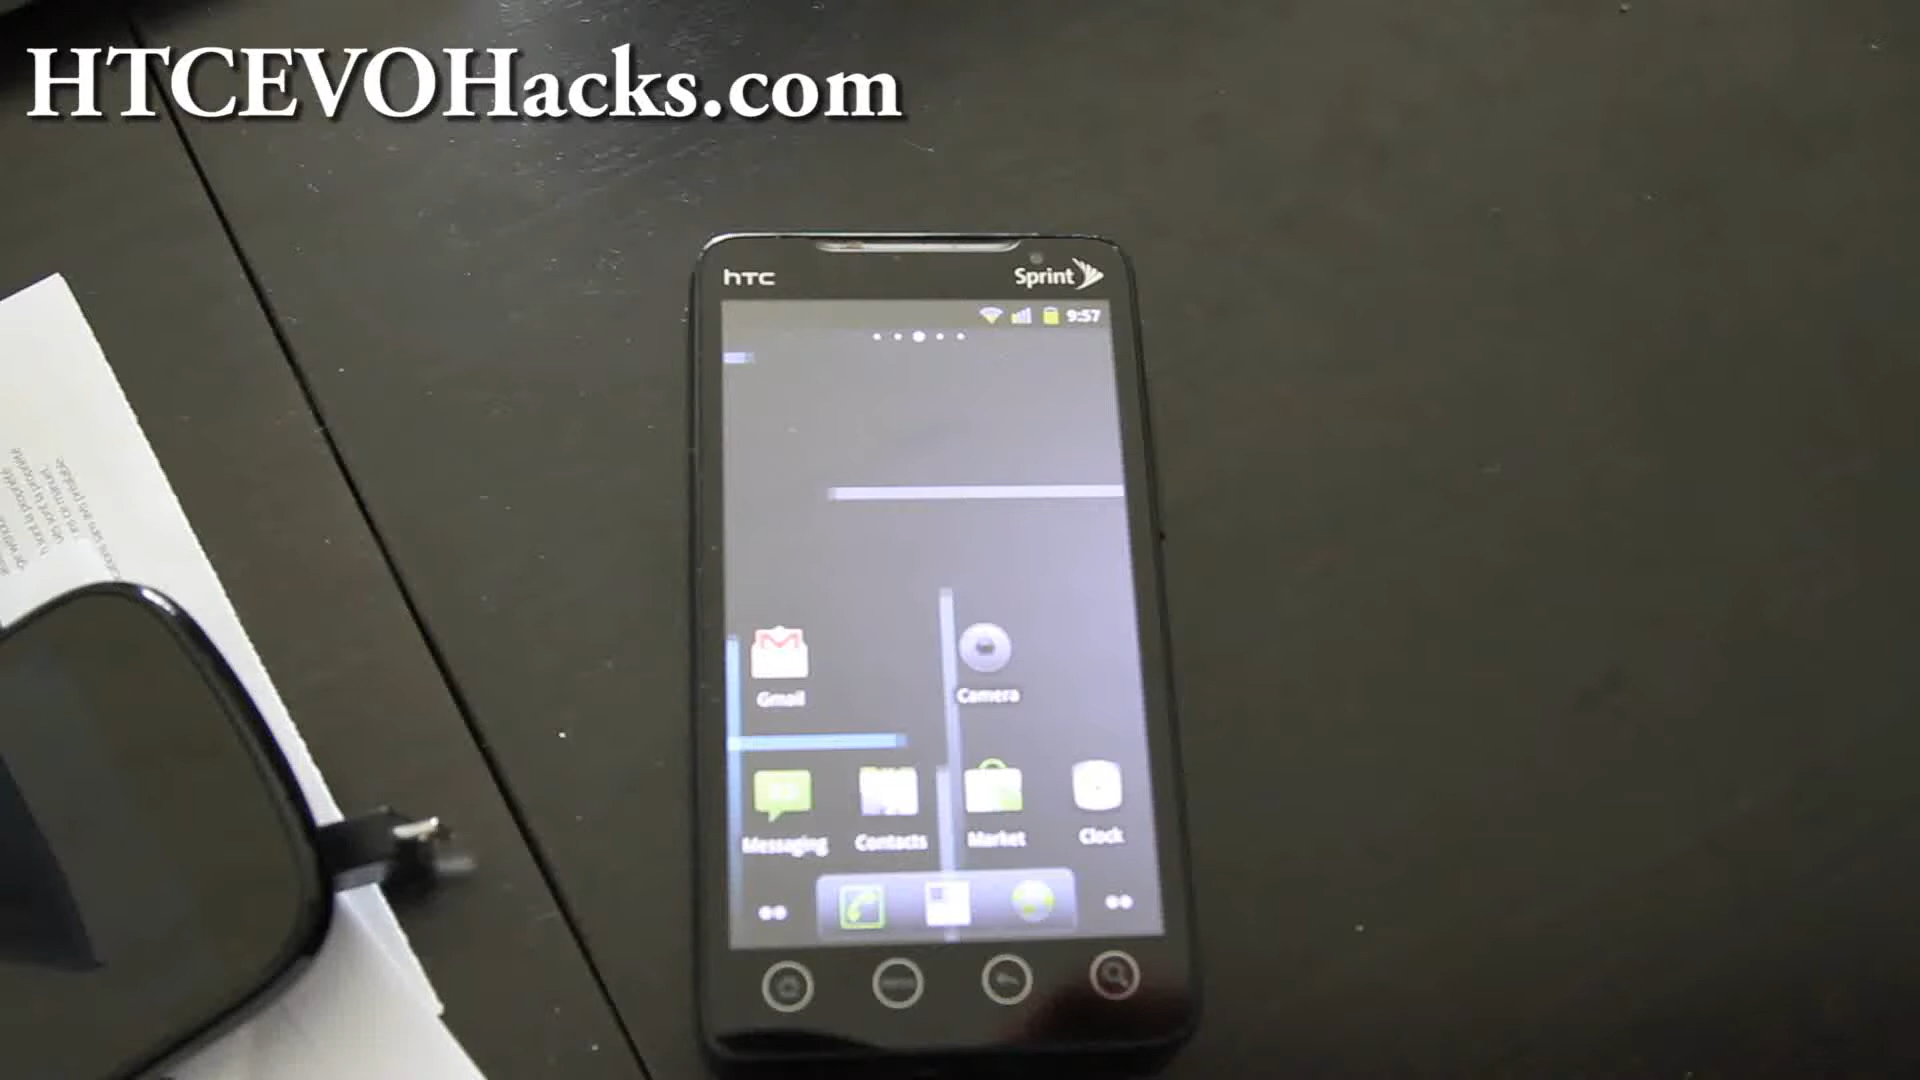 HTCEVOHacks.com
hTC
Sprint
9:57
Gmail
Camera
Messaging
Contacts
Market
Clock